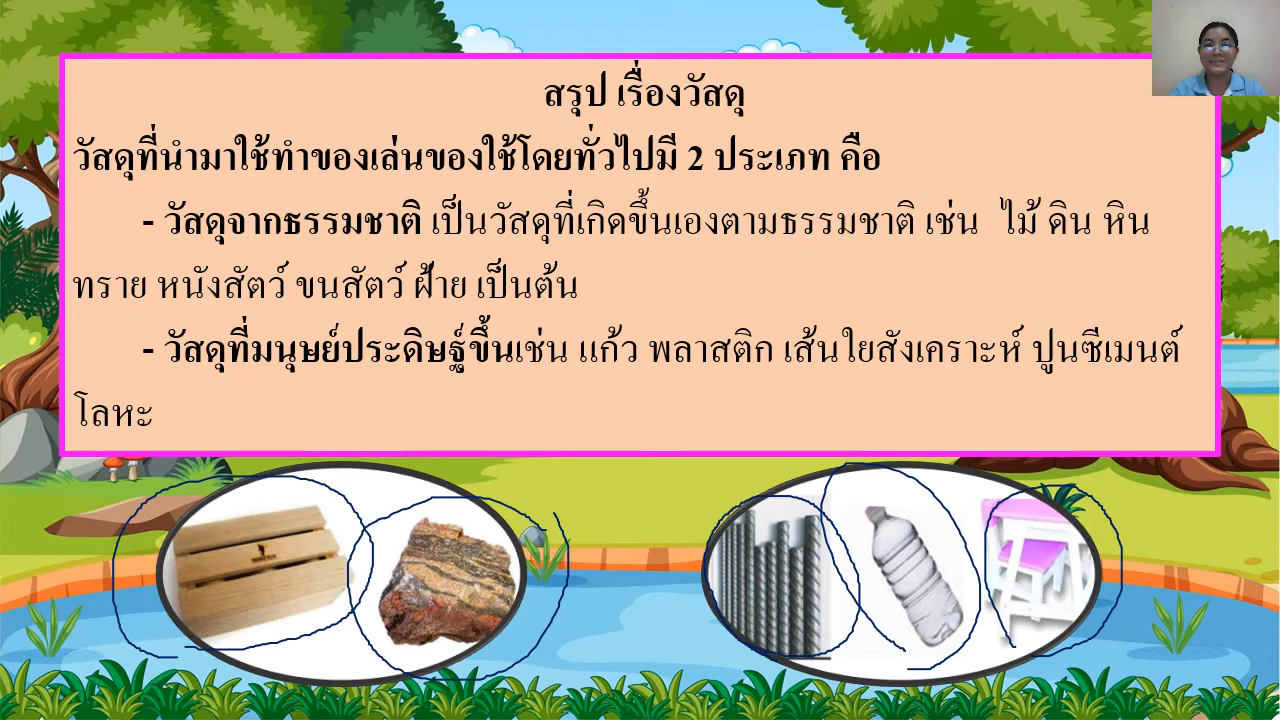 สรุป เรื่องวัสดุ
วัสดุที่นำมาใช้ทำของเล่นของใช้โดยทั่วไปมี 2 ประเภท คือ
- วัสดุจากธรรมชาติ เป็นวัสดุที่เกิดขึ้นเองตามธรรมชาติ เช่น ไม้ ดิน หิน
ทราย หนังสัตว์ ขนสัตว์ ฝ้าย เป็นต้น
- วัสดุที่มนุษย์ประดิษฐ์ขึ้นเช่น แก้ว พลาสติก เส้นใยสังเคราะห์ ปูนซีเมนต์
โลหะ